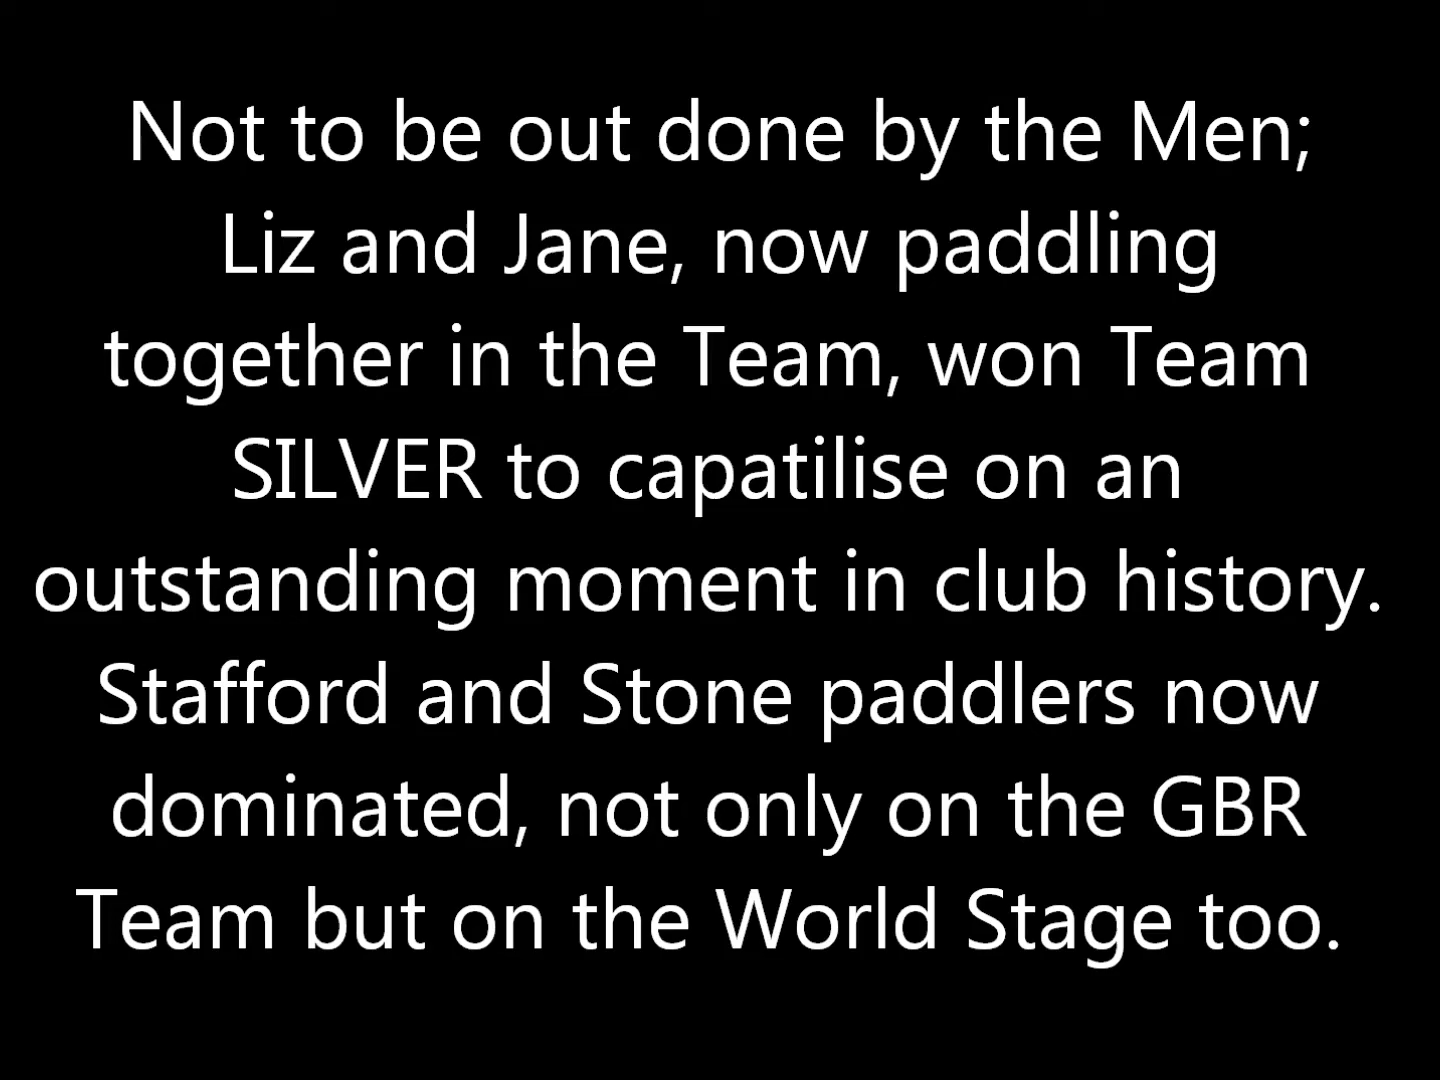 Not to be out done by the Men;
Liz and Jane, now paddling
together in the Team, won Team
SILVER to capatilise on an
outstanding moment in club history.
Stafford and Stone paddlers now
dominated, not only on the GBR
Team but on the World Stage too.